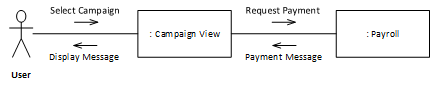 Select Campaign
Request Payment
: Campaign View
: Payroll
Display Message
Payment Message
User